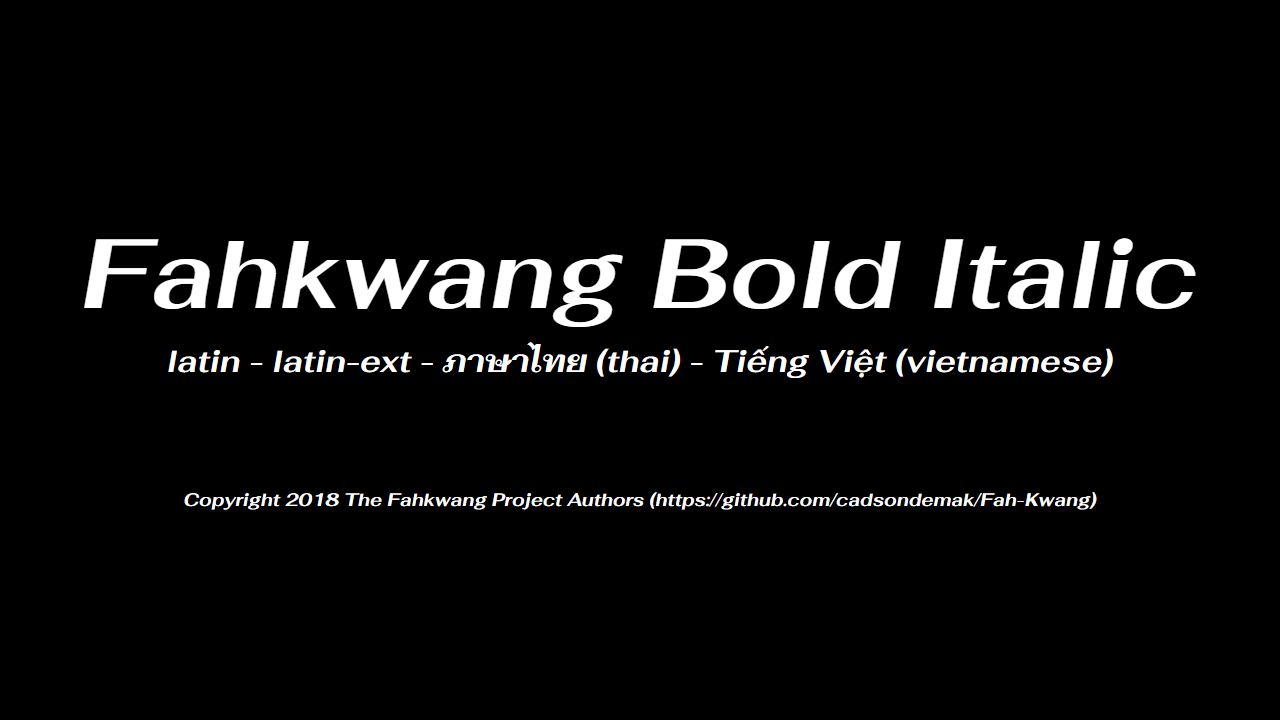 Fahkwang Bold Italic
latin - latin-ext - ภาษาไทย (thai) - Tiếng Việt (vietnamese)
Copyright 2018 The Fahkwang Project Authors (https://github.com/cadsondemak/Fah-Kwang)